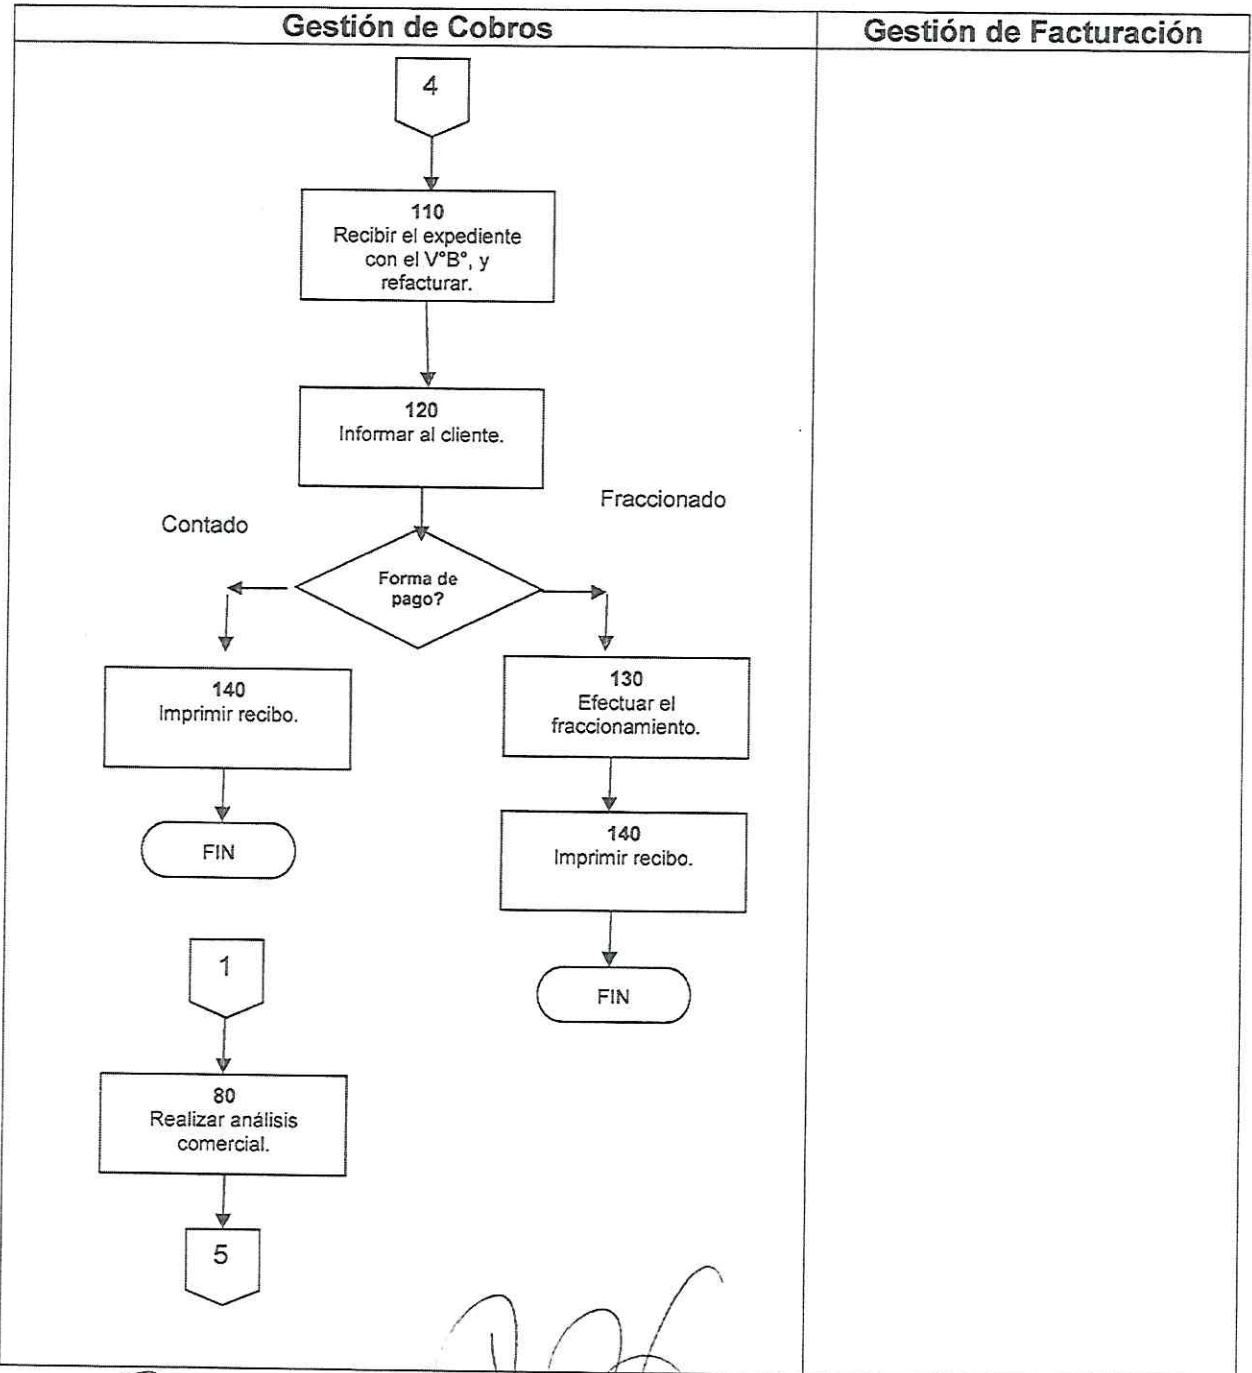 Gestión de Cobros
Gestión de Facturación
4
110
Recibir el expediente
con el V°B°, y
refacturar.
120
Informar al cliente.
Contado
Fraccionado
Forma de
pago?
140
Imprimir recibo.
FIN
130
Efectuar el
fraccionamiento.
140
Imprimir recibo.
FIN
1
80
Realizar análisis
comercial.
5